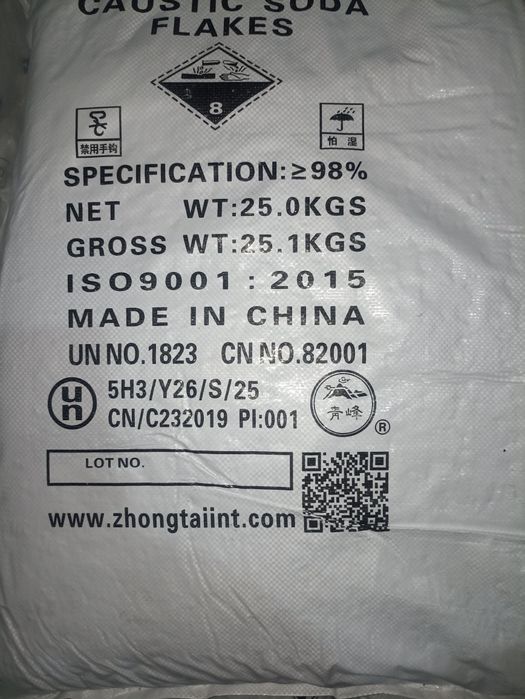 CAUSTIC SODA
FLAKES
8
禁用手钩
怕 湿
SPECIFICATION:≥98%
NET WT:25.0KGS
GROSS WT:25.1KGS
ISO9001 : 2015
MADE IN CHINA
UN NO.1823 CN NO.82001
un
5H3/Y26/S/25
CN/C232019 PI:001
青峰
®
LOT NO.
www.zhongtaiint.com